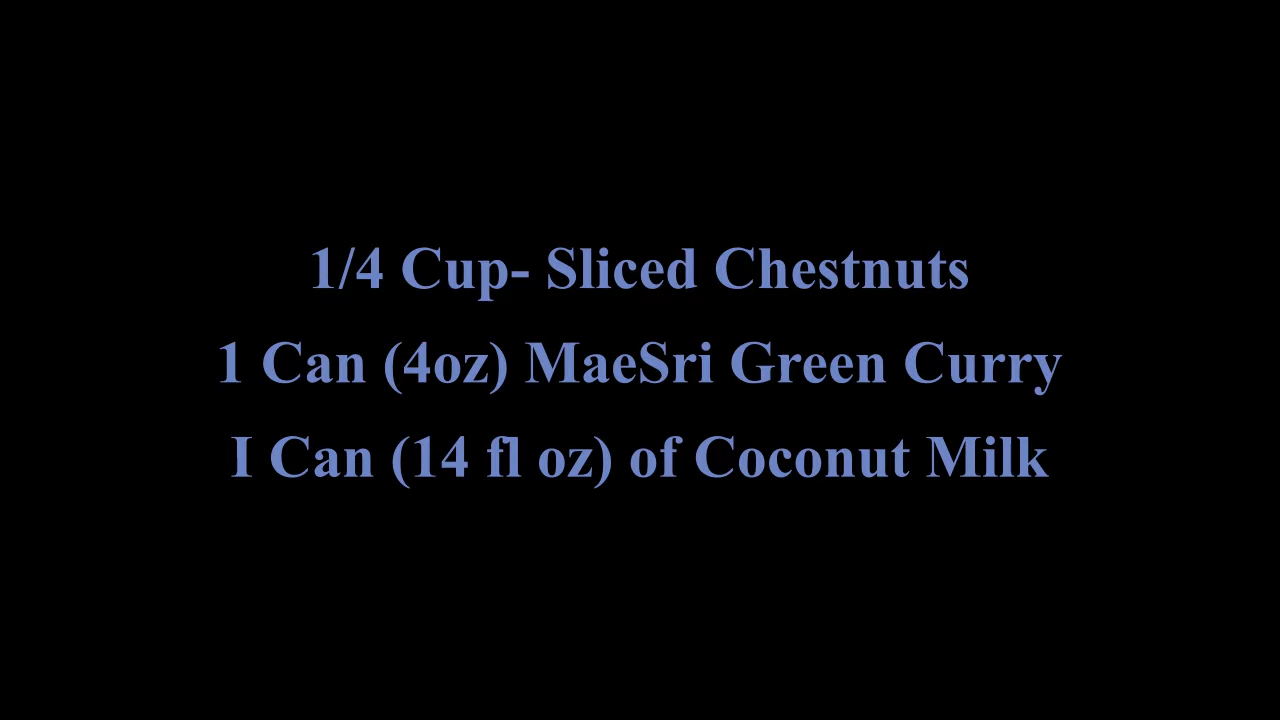 1/4 Cup- Sliced Chestnuts
1 Can (4oz) MaeSri Green Curry
I Can (14 fl oz) of Coconut Milk